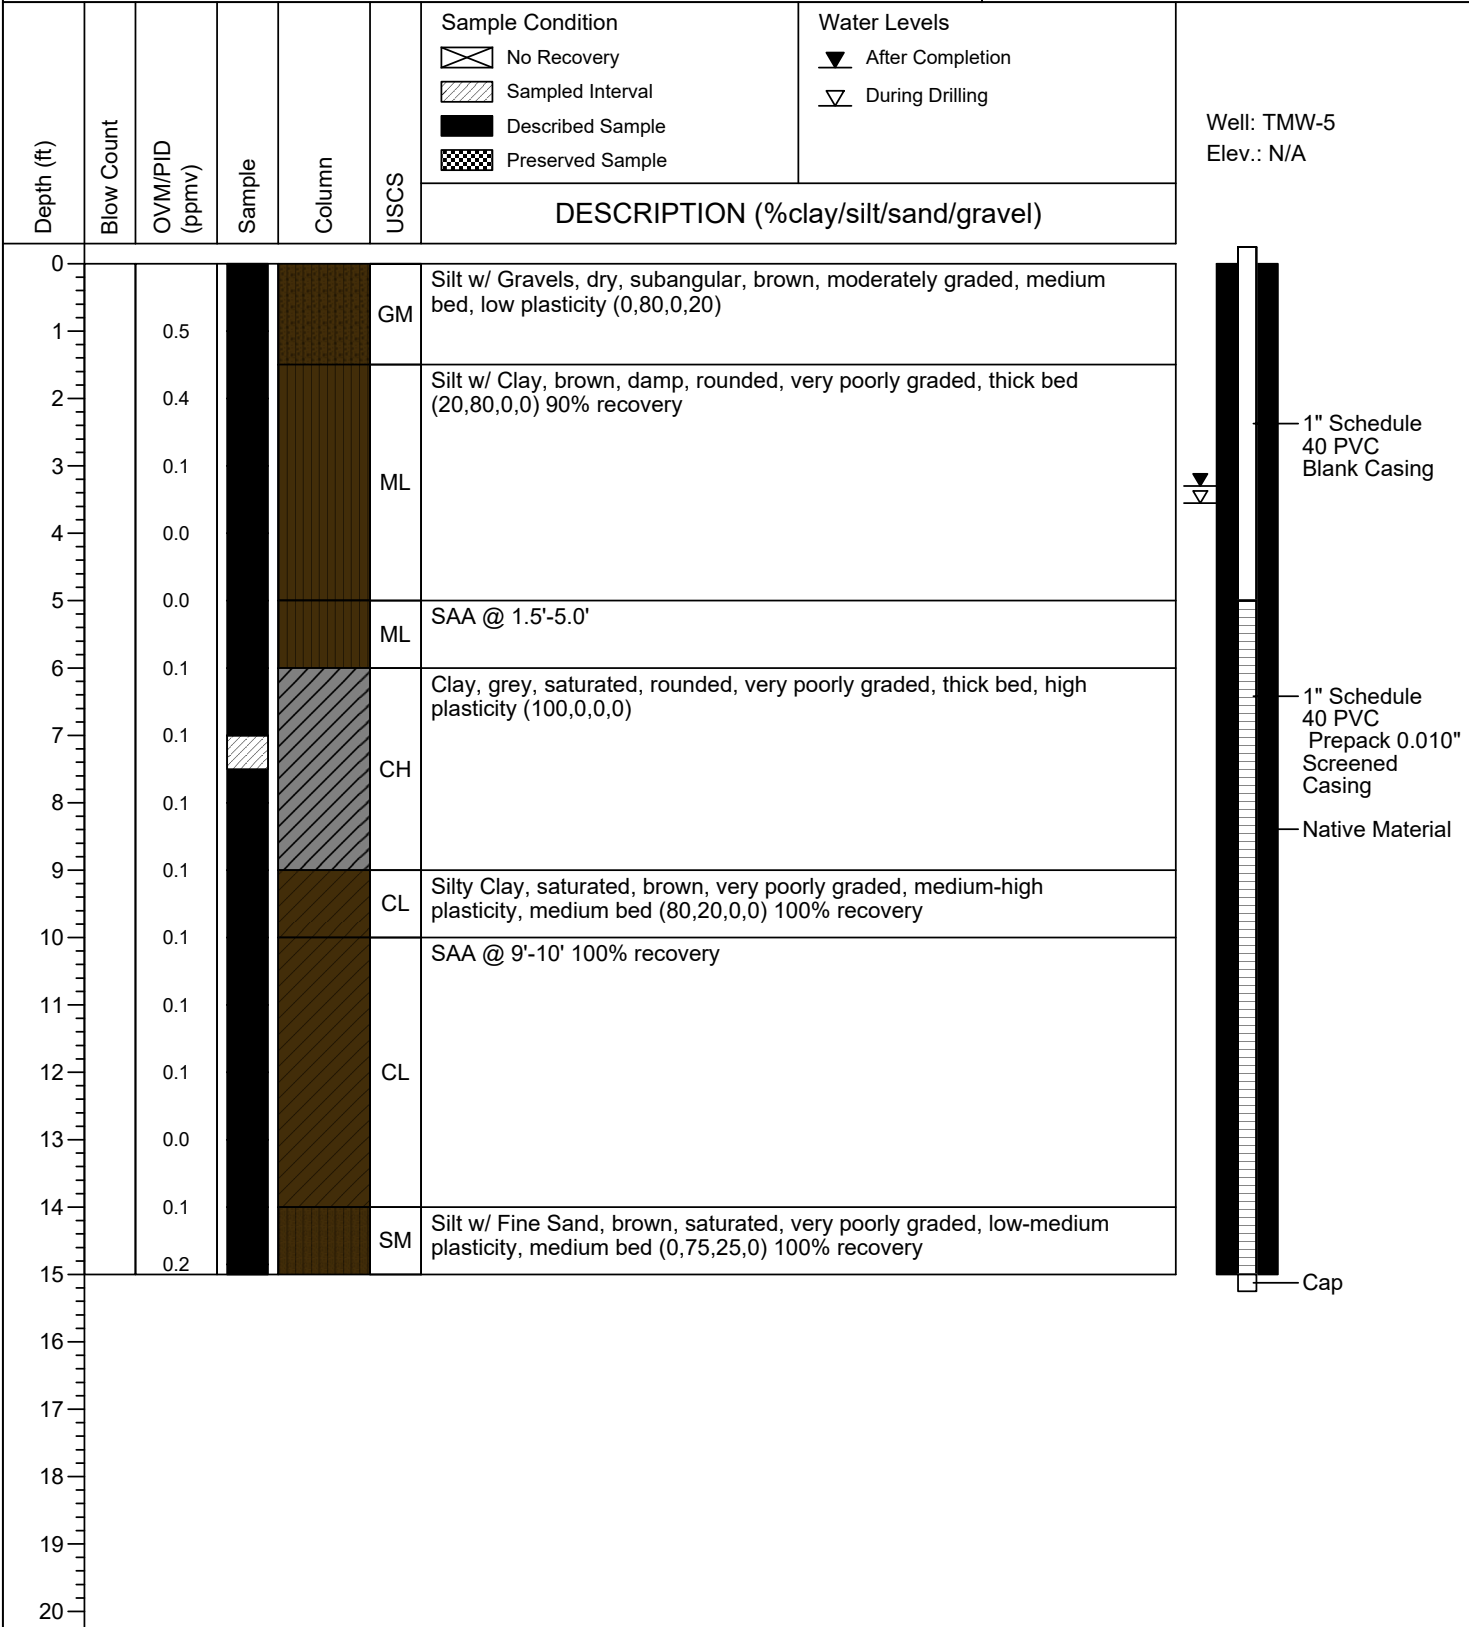 Sample Condition
No Recovery
Sampled Interval
Described Sample
Preserved Sample
Water Levels
After Completion
During Drilling
Well: TMW-5
Elev.: N/A
Depth (ft)
Blow Count
OVM/PID
(ppmv)
Sample
Column
USCS
DESCRIPTION (%clay/silt/sand/gravel)
0
Silt w/ Gravels, dry, subangular, brown, moderately graded, medium
bed, low plasticity (0,80,0,20)
GM
1
0.5
Silt w/ Clay, brown, damp, rounded, very poorly graded, thick bed
(20,80,0,0) 90% recovery
2
0.4
3
0.1
ML
4
0.0
5
0.0
SAA @ 1.5'-5.0'
ML
6
0.1
Clay, grey, saturated, rounded, very poorly graded, thick bed, high
plasticity (100,0,0,0)
7
0.1
CH
8
0.1
9
0.1
Silty Clay, saturated, brown, very poorly graded, medium-high
plasticity, medium bed (80,20,0,0) 100% recovery
CL
10
0.1
SAA @ 9'-10' 100% recovery
11
0.1
12
0.1
CL
13
0.0
14
0.1
Silt w/ Fine Sand, brown, saturated, very poorly graded, low-medium
plasticity, medium bed (0,75,25,0) 100% recovery
SM
0.2
15
16
17
18
19
20
1" Schedule
40 PVC
Blank Casing
1" Schedule
40 PVC
Prepack 0.010"
Screened
Casing
Native Material
Cap